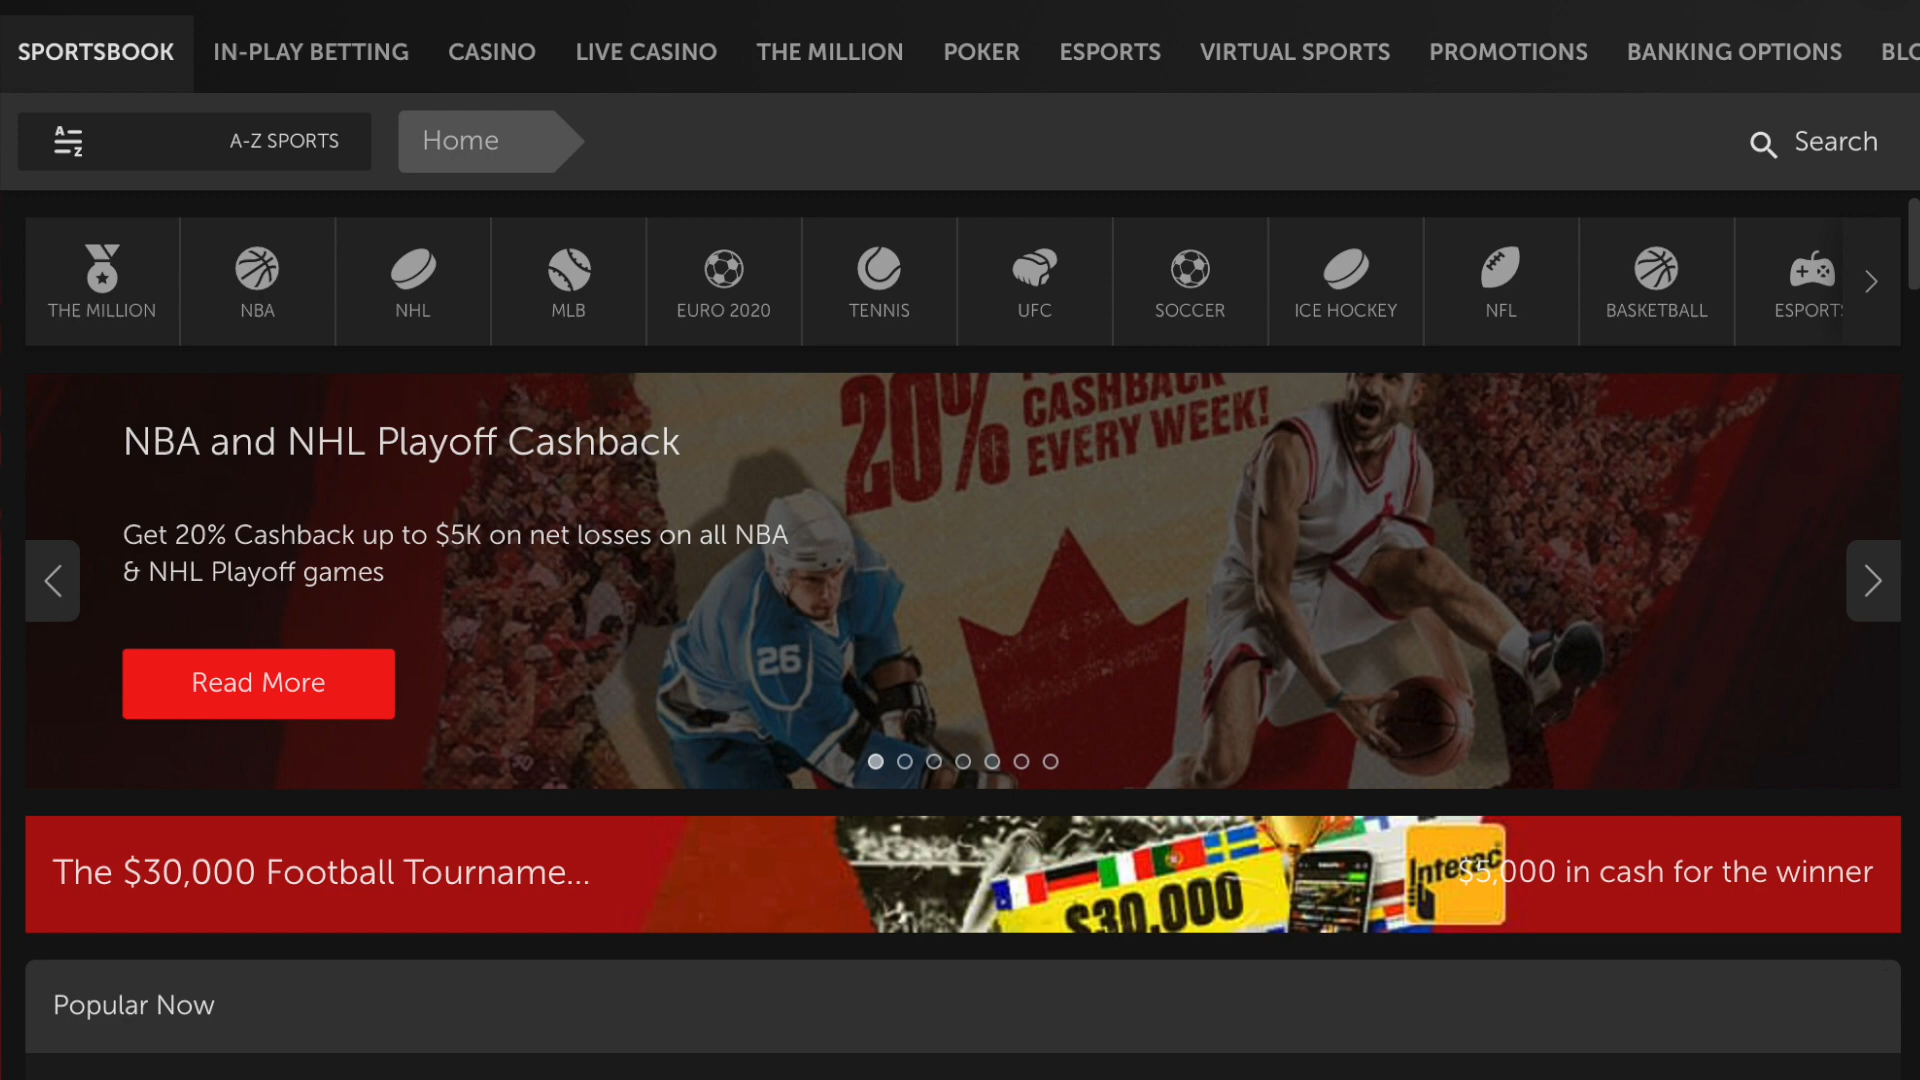 SPORTSBOOK IN-PLAY BETTING CASINO LIVE CASINO THE MILLION POKER ESPORTS VIRTUAL SPORTS PROMOTIONS BANKING OPTIONS
A-Z SPORTS Home Search
THE MILLION NBA NHL MLB EURO 2020 TENNIS UFC SOCCER ICE HOCKEY NFL BASKETBALL ESPORTS
20% CASHBACK
EVERY WEEK!
NBA and NHL Playoff Cashback
Get 20% Cashback up to $5K on net losses on all NBA
& NHL Playoff games
26
Read More
The $30,000 Football Tourname...
$30,000
Interac
$5,000 in cash for the winner
Popular Now